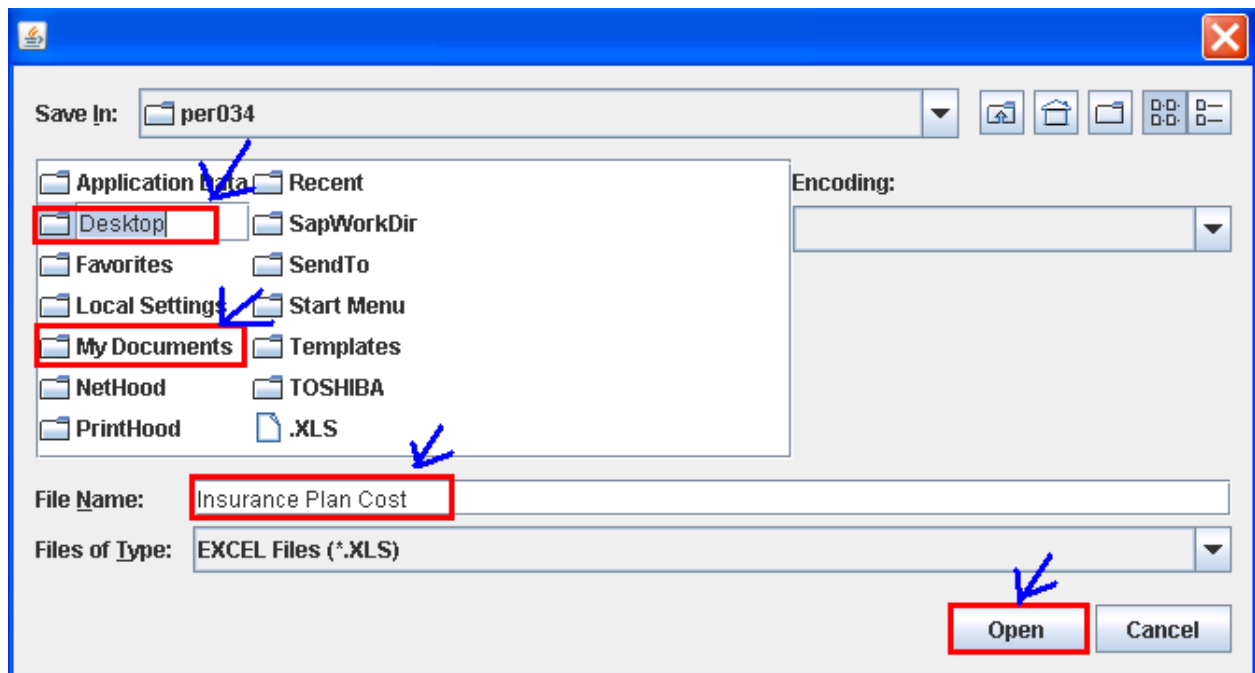 Save In: per034
Application Data Recent
Encoding:
Desktop SapWorkDir
Favorites SendTo
Local Settings Start Menu
My Documents Templates
NetHood TOSHIBA
PrintHood .XLS
File Name: Insurance Plan Cost
Files of Type: EXCEL Files (*.XLS)
Open Cancel